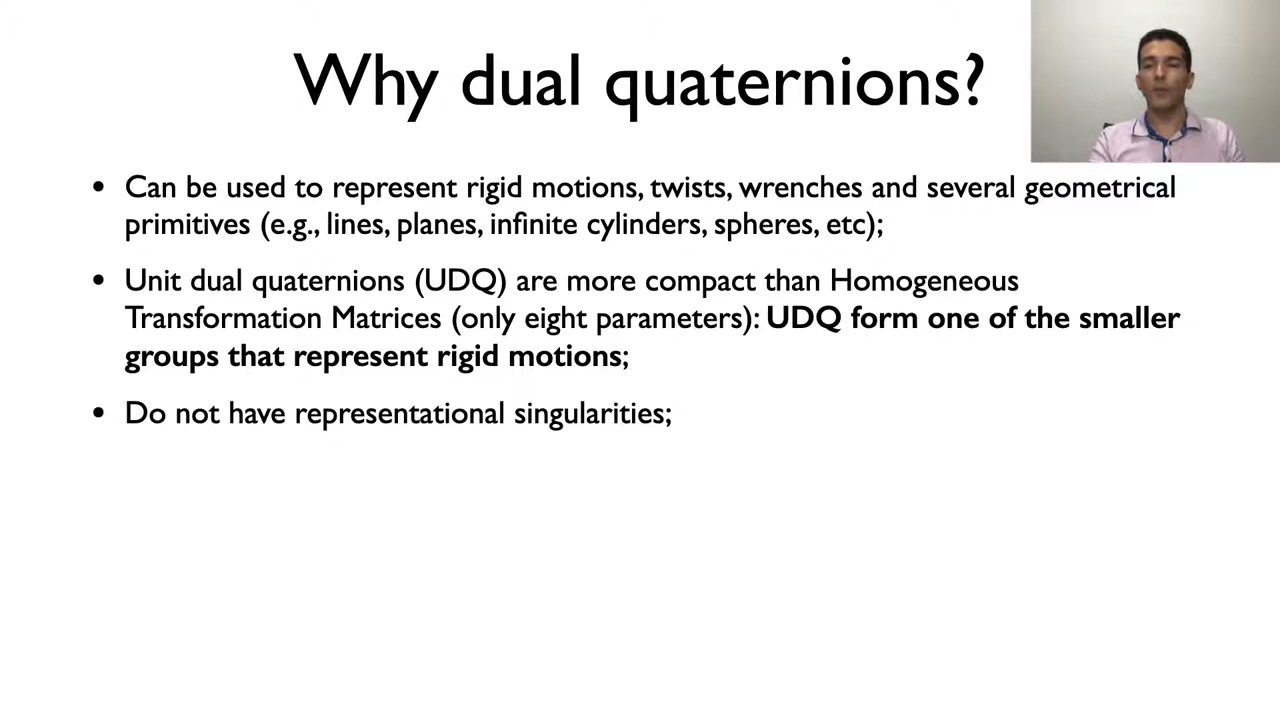 Why dual quaternions?
• Can be used to represent rigid motions, twists, wrenches and several geometrical
primitives (e.g., lines, planes, infinite cylinders, spheres, etc);
• Unit dual quaternions (UDQ) are more compact than Homogeneous
Transformation Matrices (only eight parameters): UDQ form one of the smaller
groups that represent rigid motions;
• Do not have representational singularities;